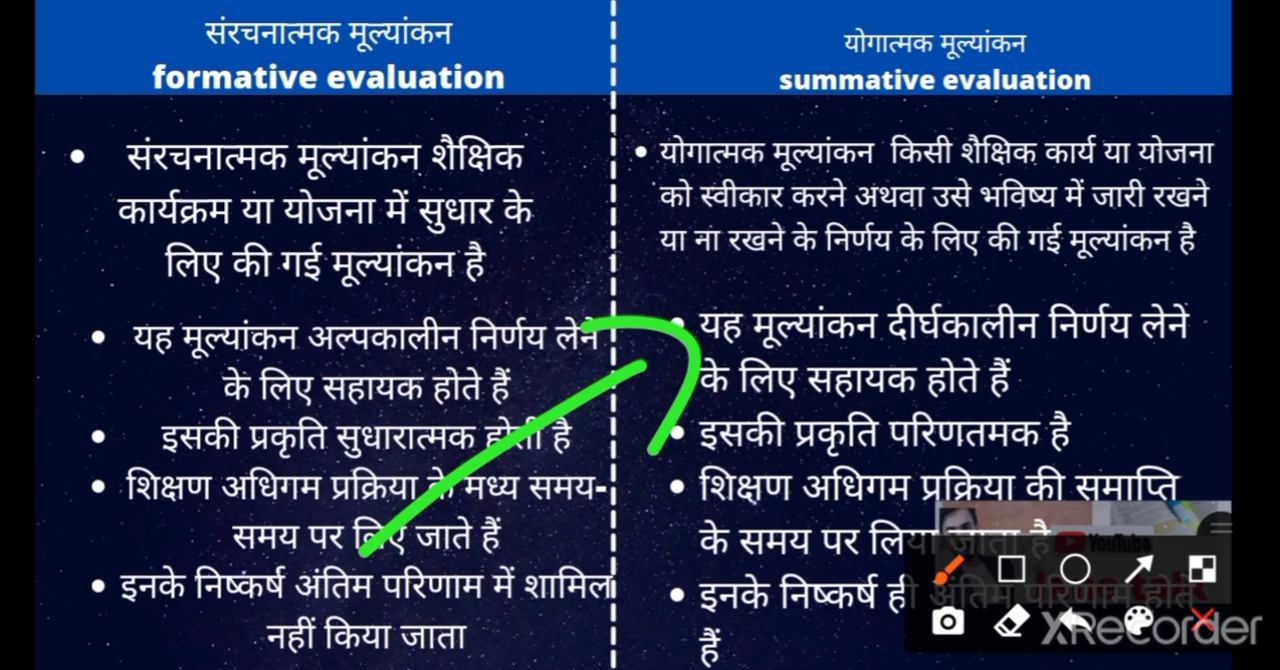 संरचनात्मक मूल्यांकन
formative evaluation
• संरचनात्मक मूल्यांकन शैक्षिक
कार्यक्रम या योजना में सुधार के
लिए की गई मूल्यांकन है
• यह मूल्यांकन अल्पकालीन निर्णय लेने
के लिए सहायक होते हैं
• इसकी प्रकृति सुधारात्मक होती है
• शिक्षण अधिगम प्रक्रिया के मध्य समय-
समय पर लिए जाते हैं
• इनके निष्कर्ष अंतिम परिणाम में शामिल
नहीं किया जाता
योगात्मक मूल्यांकन
summative evaluation
• योगात्मक मूल्यांकन किसी शैक्षिक कार्य या योजना
को स्वीकार करने अथवा उसे भविष्य में जारी रखने
या ना रखने के निर्णय के लिए की गई मूल्यांकन है
• यह मूल्यांकन दीर्घकालीन निर्णय लेने
के लिए सहायक होते हैं
• इसकी प्रकृति परिणतमक है
• शिक्षण अधिगम प्रक्रिया की समाप्ति
के समय पर लिया जाता है
YouTube
• इनके निष्कर्ष ही अंतिम परिणाम होते
हैं
XRecorder